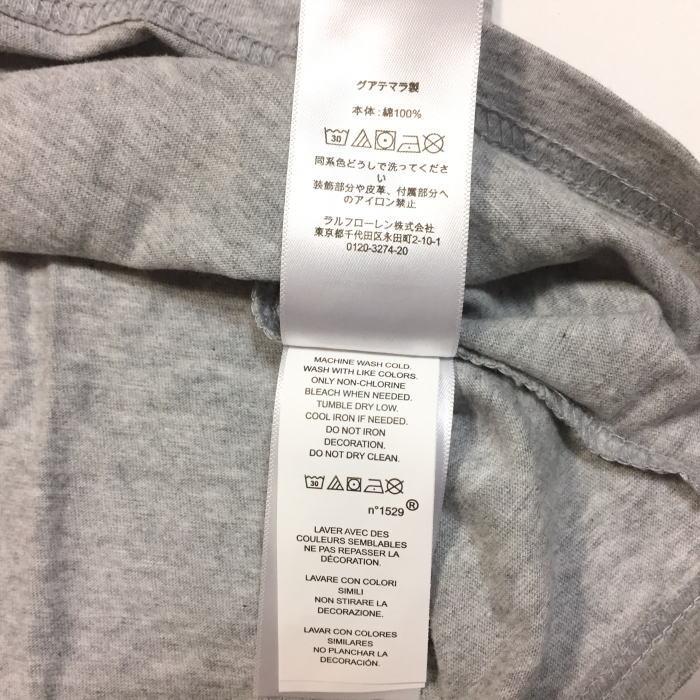 グアテマラ製
本体:綿100%
30
同系色どうしで洗ってくださ
い
装飾部分や皮革、付属部分へ
のアイロン禁止
ラルフローレン株式会社
東京都千代田区永田町2-10-1
0120-3274-20
MACHINE WASH COLD.
WASH WITH LIKE COLORS.
ONLY NON-CHLORINE
BLEACH WHEN NEEDED.
TUMBLE DRY LOW.
COOL IRON IF NEEDED.
DO NOT IRON
DECORATION.
DO NOT DRY CLEAN.
30
n°1529®
LAVER AVEC DES
COULEURS SEMBLABLES
NE PAS REPASSER LA
DÉCORATION.
LAVARE CON COLORI
SIMILI
NON STIRARE LA
DECORAZIONE.
LAVAR CON COLORES
SIMILARES
NO PLANCHAR LA
DECORACIÓN.